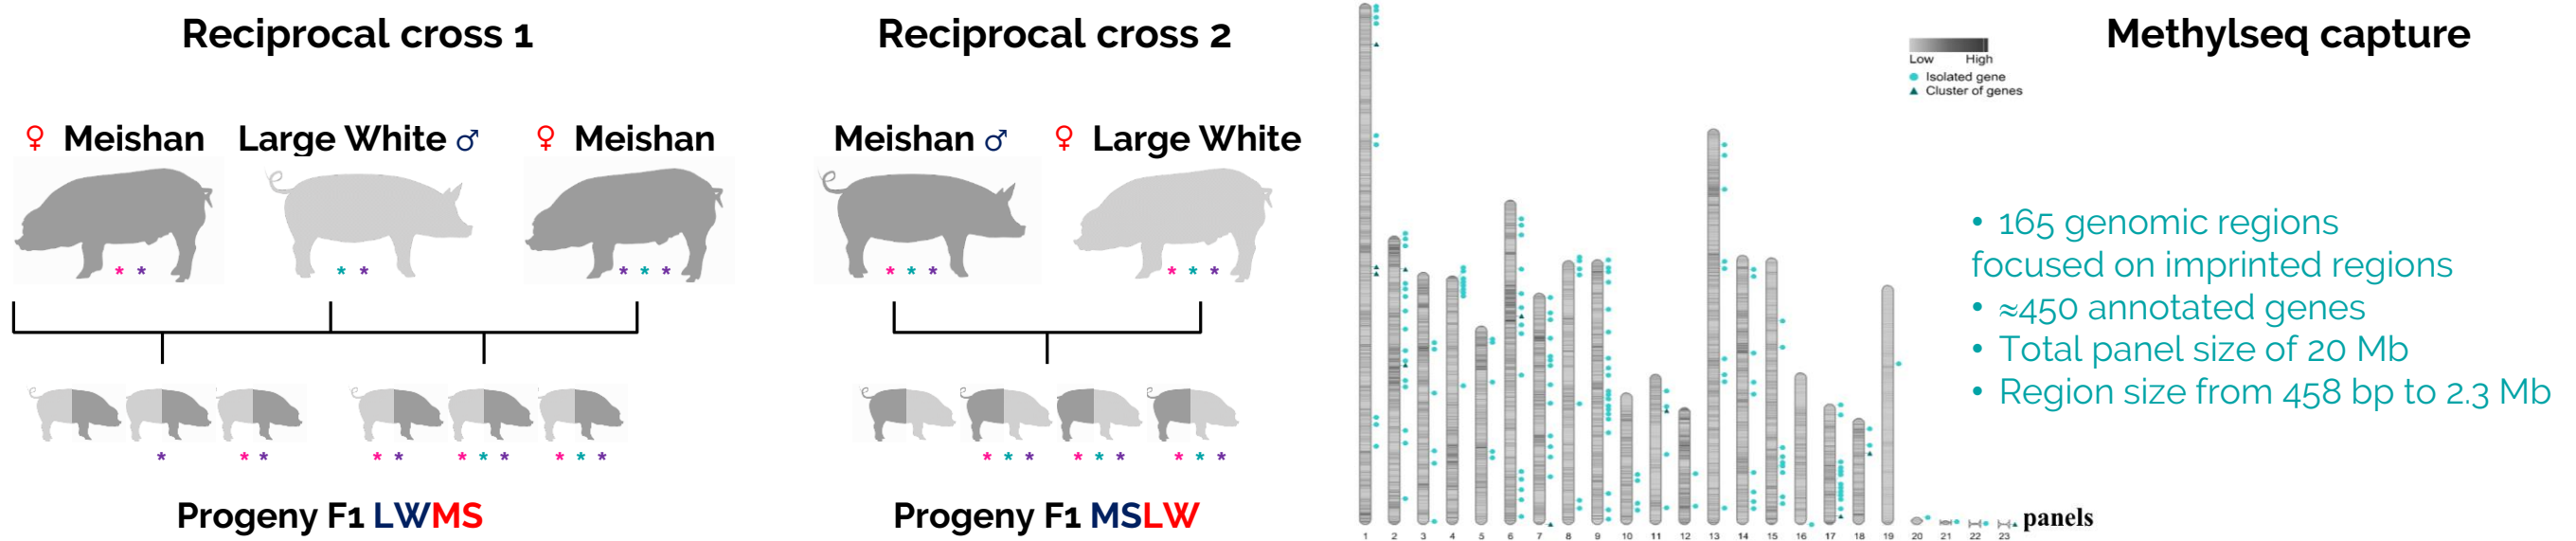 Reciprocal cross 1
♀ Meishan
Large White ♂
♀ Meishan
* *
* *
* * *
*
* *
* *
* * *
* * *
Progeny F1 LWMS
Reciprocal cross 2
Meishan ♂
♀ Large White
* * *
* * *
* * *
* * *
* * *
Progeny F1 MSLW
Methylseq capture
Low High
Isolated gene
Cluster of genes
1 2 3 4 5 6 7 8 9 10 11 12 13 14 15 16 17 18 19 20 21 22 23
panels
• 165 genomic regions
focused on imprinted regions
• ≈450 annotated genes
• Total panel size of 20 Mb
• Region size from 458 bp to 2.3 Mb